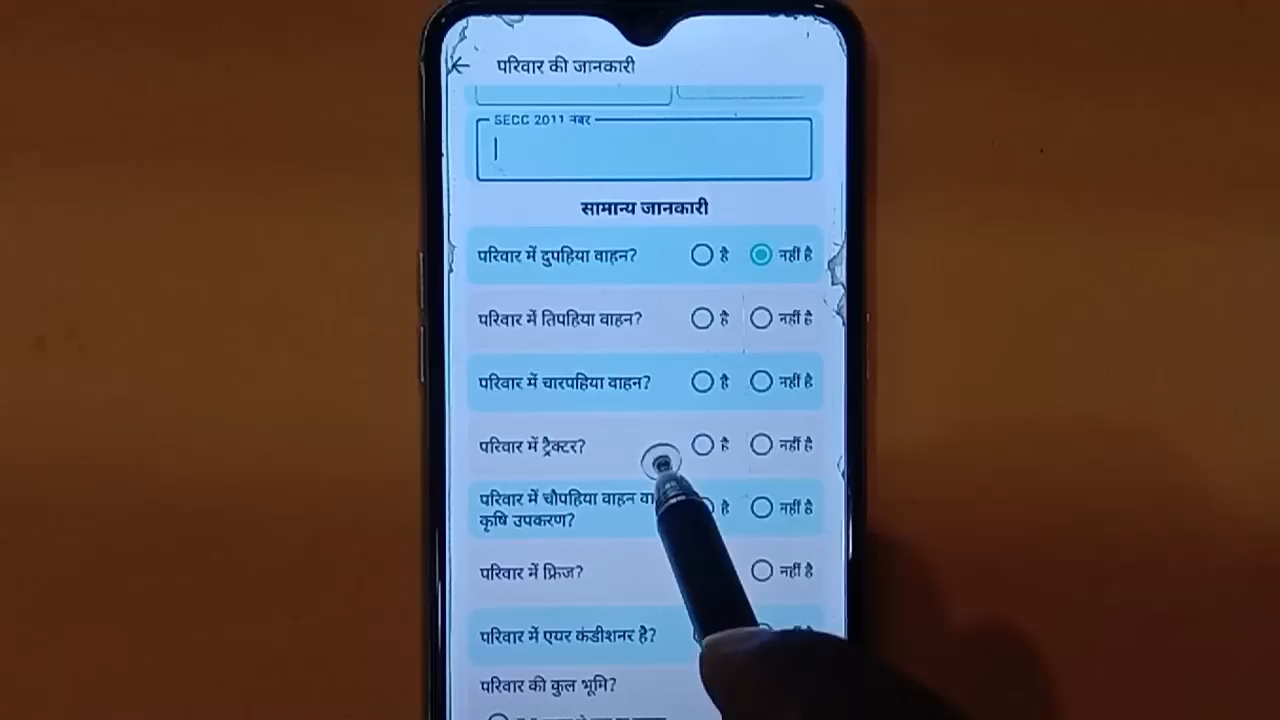 परिवार की जानकारी
SECC 2011 नंबर
सामान्य जानकारी
परिवार में दुपहिया वाहन? है नहीं है
परिवार में तिपहिया वाहन? है नहीं है
परिवार में चारपहिया वाहन? है नहीं है
परिवार में ट्रैक्टर? है नहीं है
परिवार में चौपहिया वाहन है नहीं है
कृषि उपकरण?
परिवार में फ्रिज? नहीं है
परिवार में एयर कंडीशनर है?
परिवार की कुल भूमि?